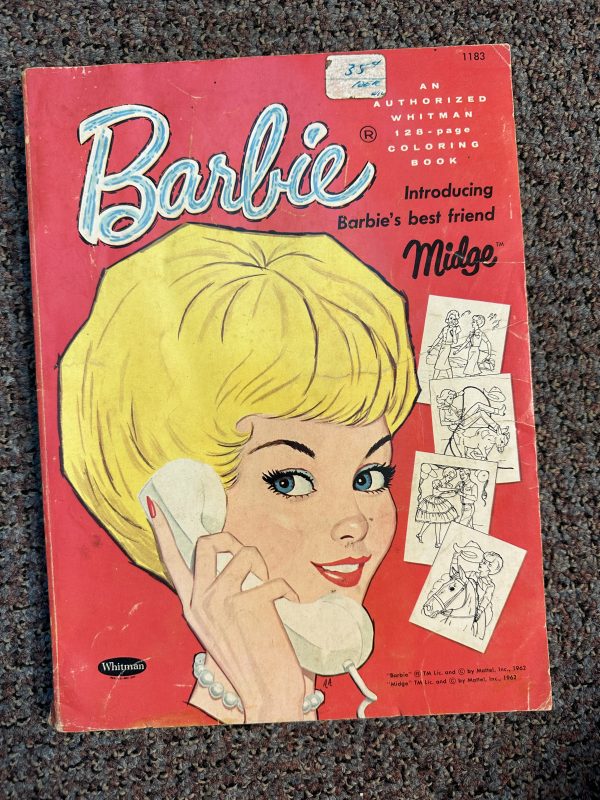 1183
35¢
AN
AUTHORIZED
WHITMAN
128-page
COLORING
BOOK
Barbie®
Introducing
Barbie's best friend
Midge™
Whitman
"Barbie" ® TM Lic. and © by Mattel, Inc., 1962
"Midge" TM Lic. and © by Mattel, Inc., 1962